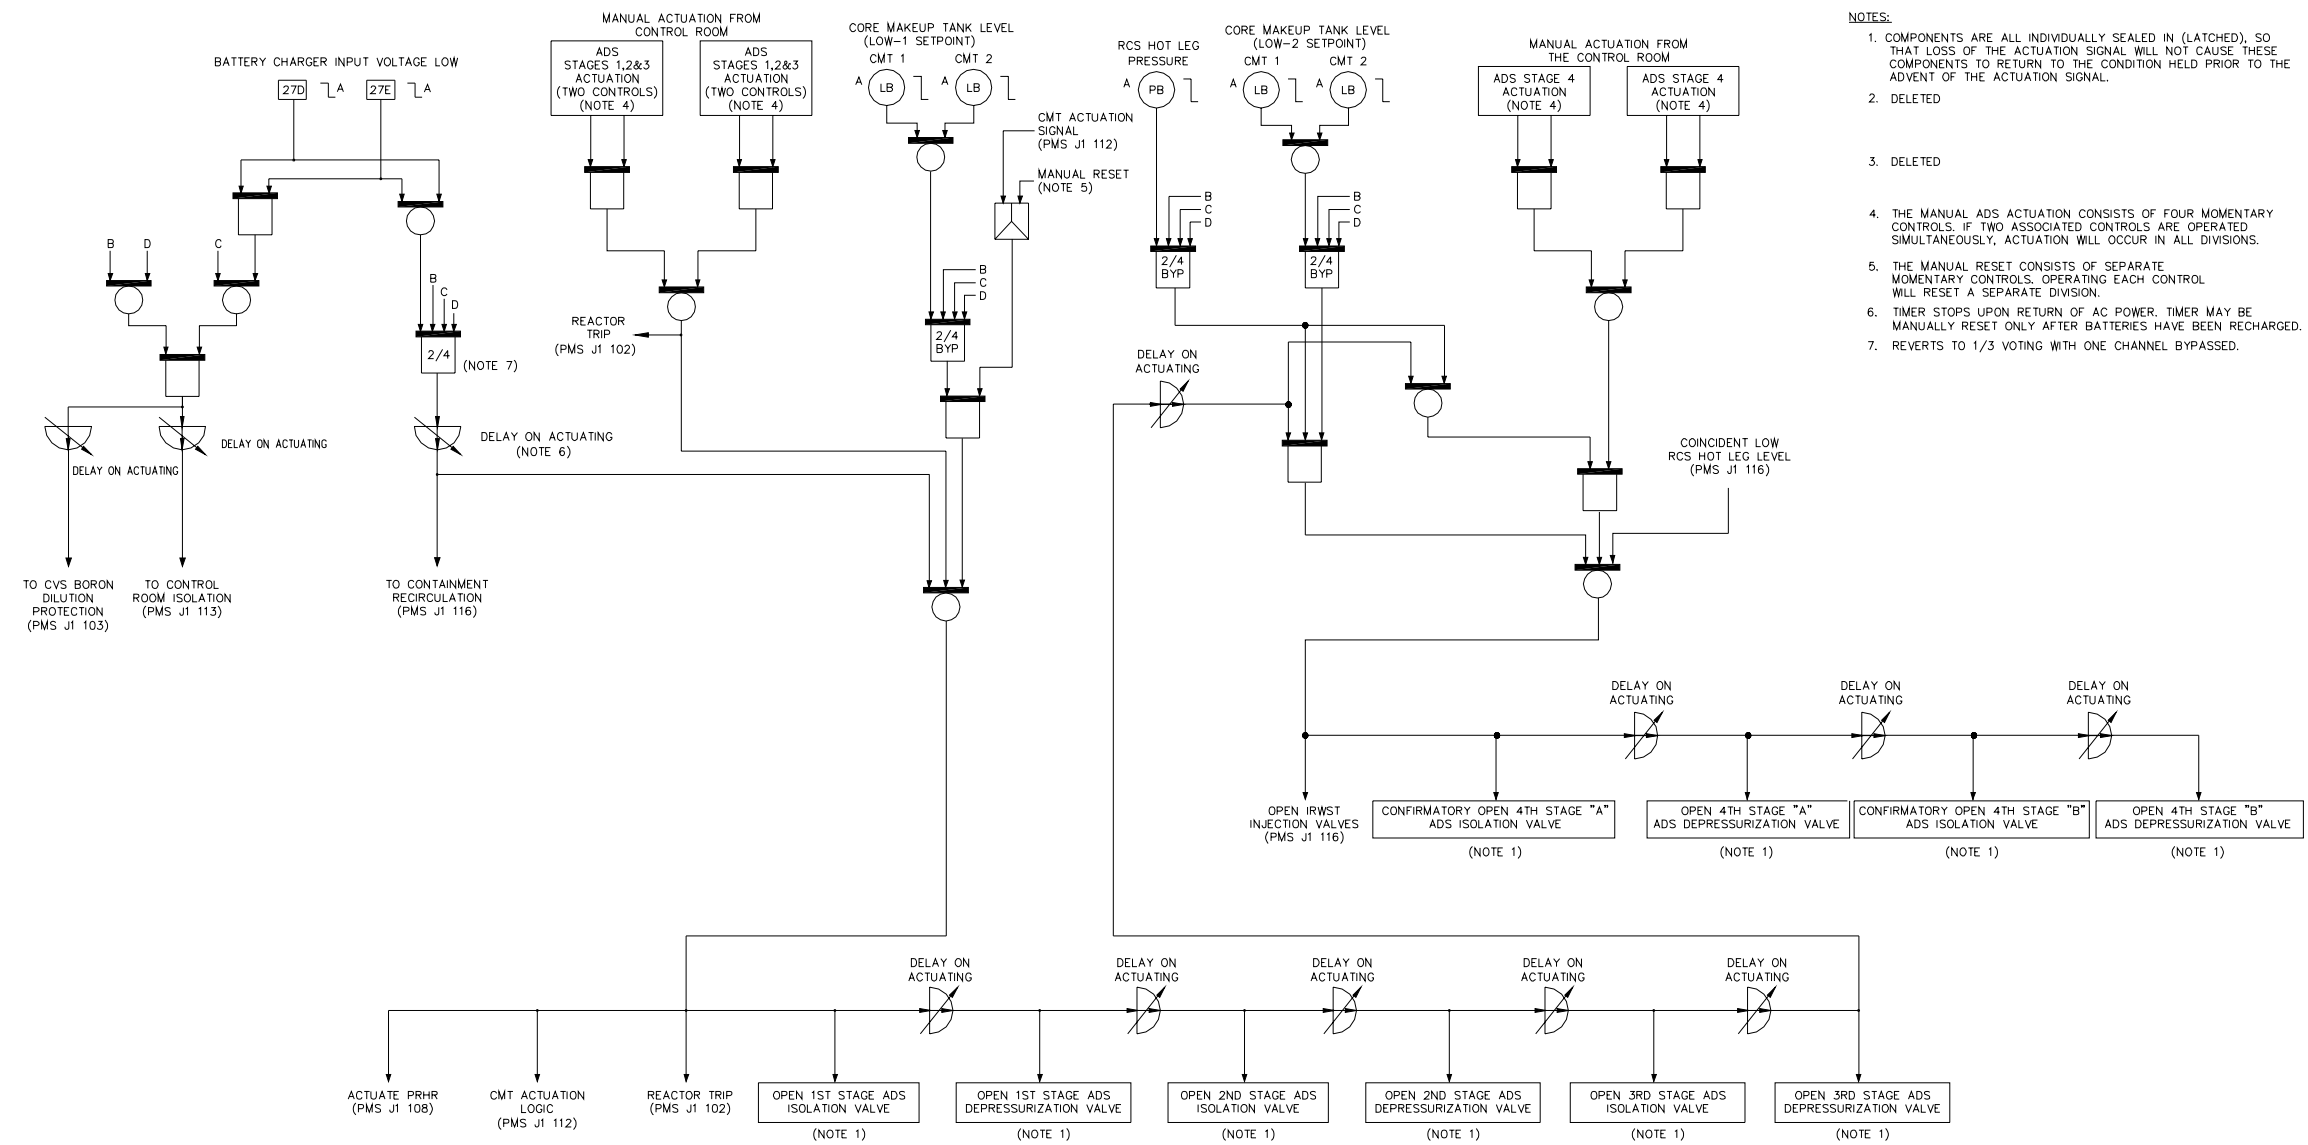 BATTERY CHARGER INPUT VOLTAGE LOW
27D
A
27E
A
B
D
C
B
C
D
2/4
(NOTE 7)
DELAY ON ACTUATING
DELAY ON ACTUATING
DELAY ON ACTUATING
(NOTE 6)
TO CVS BORON
DILUTION
PROTECTION
(PMS J1 103)
TO CONTROL
ROOM ISOLATION
(PMS J1 113)
TO CONTAINMENT
RECIRCULATION
(PMS J1 116)
MANUAL ACTUATION FROM
CONTROL ROOM
ADS
STAGES 1,2&3
ACTUATION
(TWO CONTROLS)
(NOTE 4)
ADS
STAGES 1,2&3
ACTUATION
(TWO CONTROLS)
(NOTE 4)
REACTOR
TRIP
(PMS J1 102)
CORE MAKEUP TANK LEVEL
(LOW-1 SETPOINT)
CMT 1
CMT 2
A
LB
A
LB
CMT ACTUATION
SIGNAL
(PMS J1 112)
MANUAL RESET
(NOTE 5)
B
C
D
2/4
BYP
RCS HOT LEG
PRESSURE
A
PB
B
C
D
2/4
BYP
CORE MAKEUP TANK LEVEL
(LOW-2 SETPOINT)
CMT 1
CMT 2
A
LB
A
LB
B
C
D
2/4
BYP
DELAY ON
ACTUATING
MANUAL ACTUATION FROM
THE CONTROL ROOM
ADS STAGE 4
ACTUATION
(NOTE 4)
ADS STAGE 4
ACTUATION
(NOTE 4)
COINCIDENT LOW
RCS HOT LEG LEVEL
(PMS J1 116)
NOTES:
1. COMPONENTS ARE ALL INDIVIDUALLY SEALED IN (LATCHED), SO
THAT LOSS OF THE ACTUATION SIGNAL WILL NOT CAUSE THESE
COMPONENTS TO RETURN TO THE CONDITION HELD PRIOR TO THE
ADVENT OF THE ACTUATION SIGNAL.
2. DELETED
3. DELETED
4. THE MANUAL ADS ACTUATION CONSISTS OF FOUR MOMENTARY
CONTROLS. IF TWO ASSOCIATED CONTROLS ARE OPERATED
SIMULTANEOUSLY, ACTUATION WILL OCCUR IN ALL DIVISIONS.
5. THE MANUAL RESET CONSISTS OF SEPARATE
MOMENTARY CONTROLS. OPERATING EACH CONTROL
WILL RESET A SEPARATE DIVISION.
6. TIMER STOPS UPON RETURN OF AC POWER. TIMER MAY BE
MANUALLY RESET ONLY AFTER BATTERIES HAVE BEEN RECHARGED.
7. REVERTS TO 1/3 VOTING WITH ONE CHANNEL BYPASSED.
DELAY ON
ACTUATING
DELAY ON
ACTUATING
DELAY ON
ACTUATING
OPEN IRWST
INJECTION VALVES
(PMS J1 116)
CONFIRMATORY OPEN 4TH STAGE "A"
ADS ISOLATION VALVE
(NOTE 1)
OPEN 4TH STAGE "A"
ADS DEPRESSURIZATION VALVE
(NOTE 1)
CONFIRMATORY OPEN 4TH STAGE "B"
ADS ISOLATION VALVE
(NOTE 1)
OPEN 4TH STAGE "B"
ADS DEPRESSURIZATION VALVE
(NOTE 1)
DELAY ON
ACTUATING
DELAY ON
ACTUATING
DELAY ON
ACTUATING
DELAY ON
ACTUATING
DELAY ON
ACTUATING
ACTUATE PRHR
(PMS J1 108)
CMT ACTUATION
LOGIC
(PMS J1 112)
REACTOR TRIP
(PMS J1 102)
OPEN 1ST STAGE ADS
ISOLATION VALVE
(NOTE 1)
OPEN 1ST STAGE ADS
DEPRESSURIZATION VALVE
(NOTE 1)
OPEN 2ND STAGE ADS
ISOLATION VALVE
(NOTE 1)
OPEN 2ND STAGE ADS
DEPRESSURIZATION VALVE
(NOTE 1)
OPEN 3RD STAGE ADS
ISOLATION VALVE
(NOTE 1)
OPEN 3RD STAGE ADS
DEPRESSURIZATION VALVE
(NOTE 1)